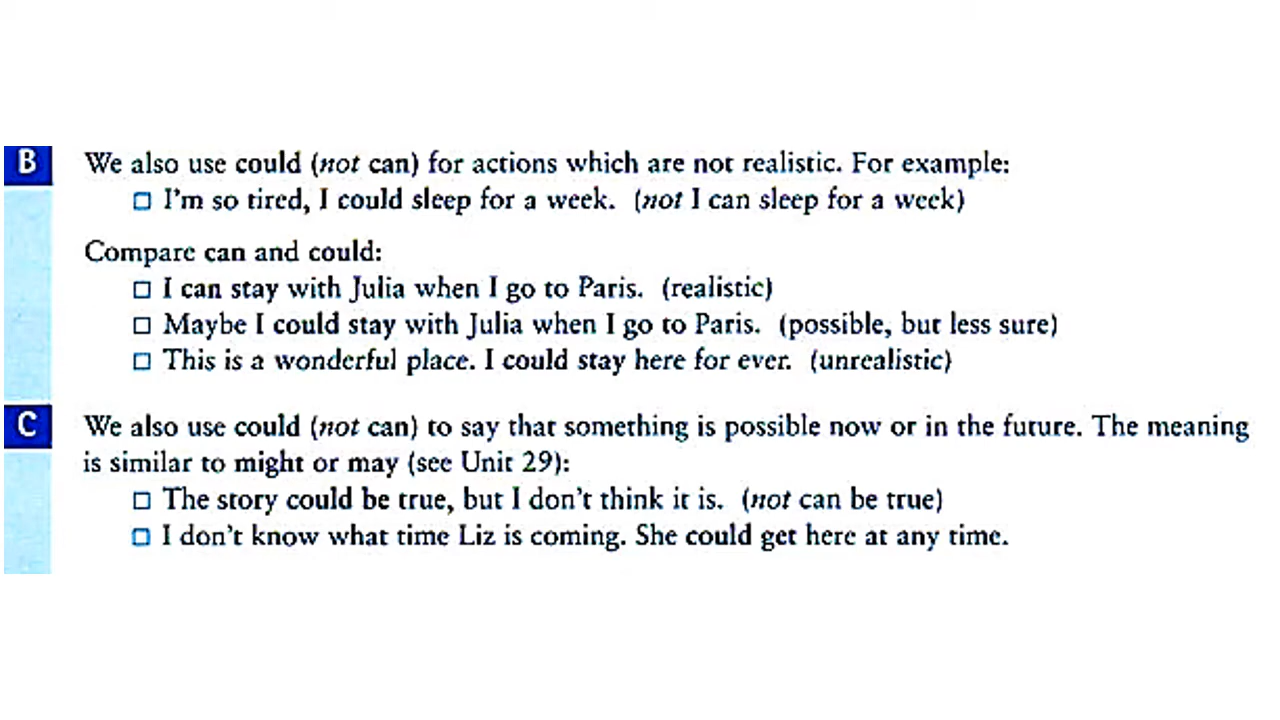 B
We also use could (not can) for actions which are not realistic. For example:
I'm so tired, I could sleep for a week. (not I can sleep for a week)
Compare can and could:
I can stay with Julia when I go to Paris. (realistic)
Maybe I could stay with Julia when I go to Paris. (possible, but less sure)
This is a wonderful place. I could stay here for ever. (unrealistic)
C
We also use could (not can) to say that something is possible now or in the future. The meaning
is similar to might or may (see Unit 29):
The story could be true, but I don't think it is. (not can be true)
I don't know what time Liz is coming. She could get here at any time.